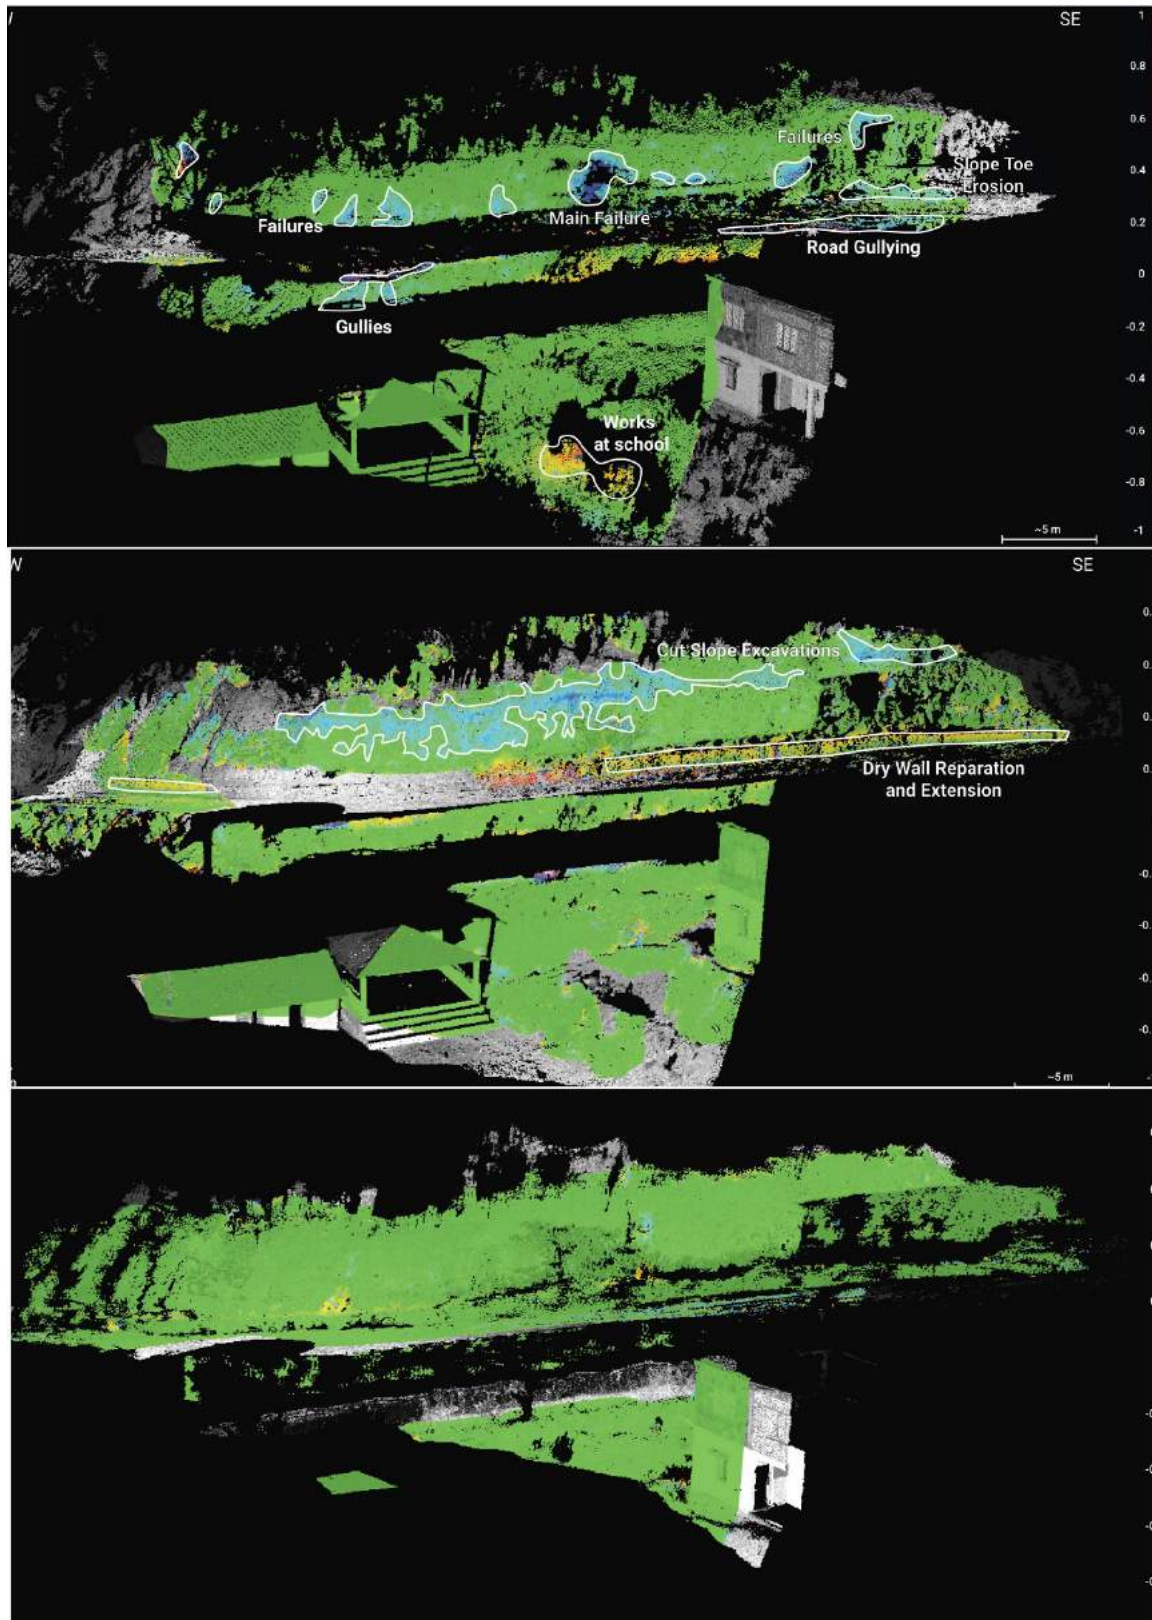 SE
1
0.8
Failures
0.6
Slope Toe
Erosion
0.4
Failures
Main Failure
0.2
Road Gullying
0
Gullies
-0.2
-0.4
Works
at school
-0.6
-0.8
~5 m
-1
SE
Cut Slope Excavations
Dry Wall Reparation
and Extension
~5 m